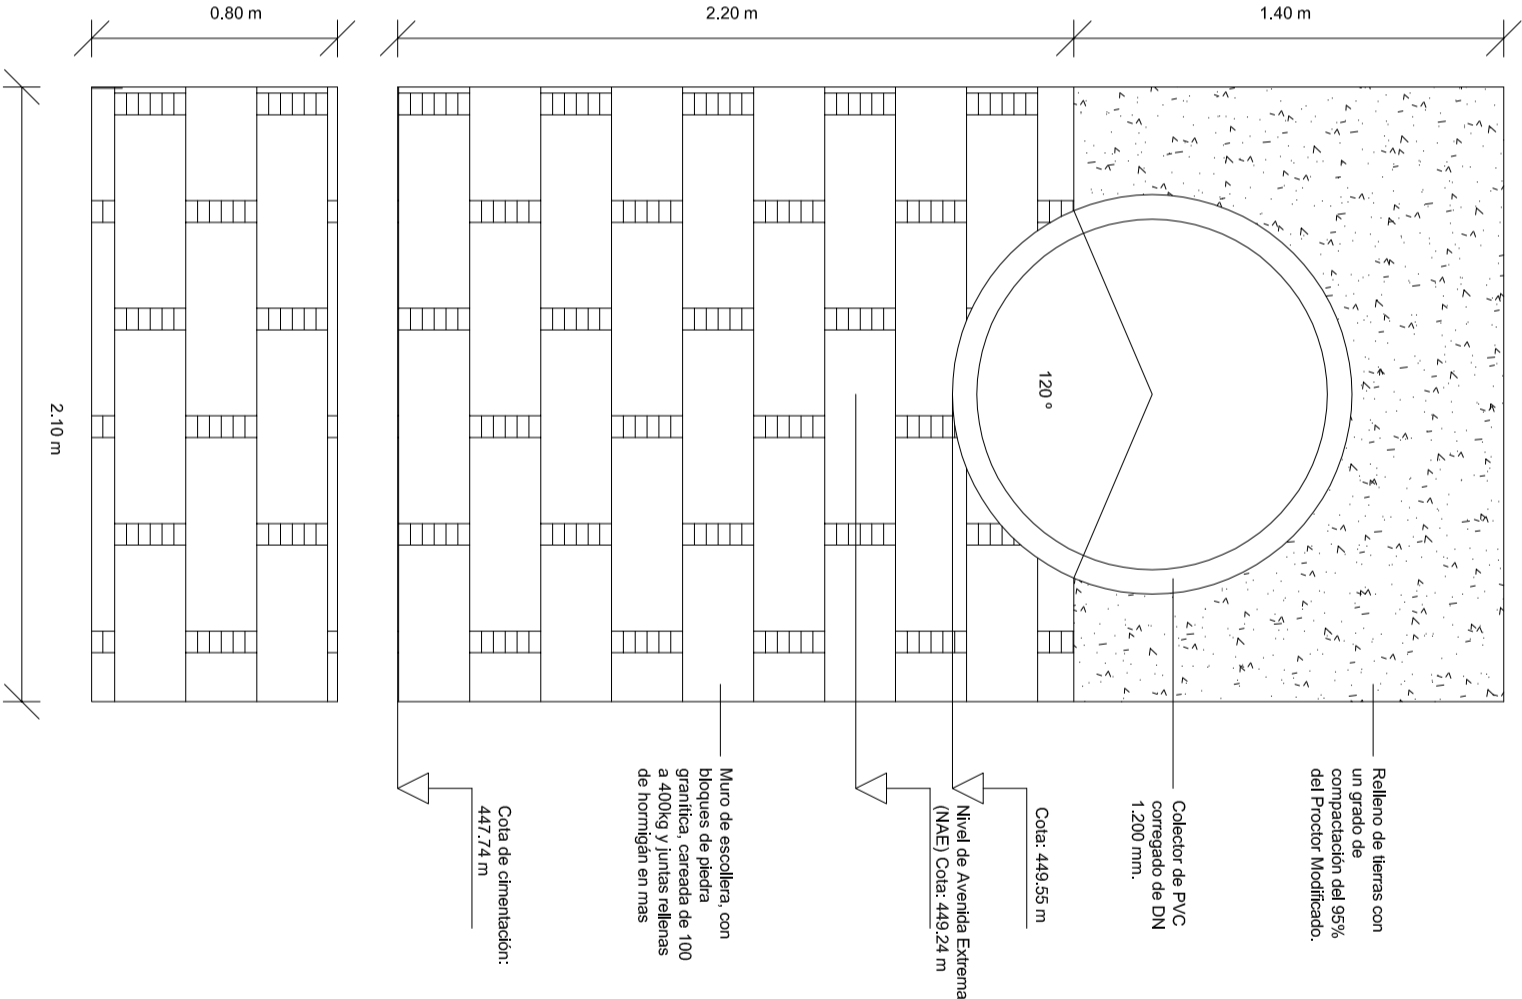 0.80 m
2.20 m
1.40 m
2.10 m
120 º
Relleno de tierras con
un grado de
compactación del 95%
del Proctor Modificado.
Colector de PVC
corregado de DN
1.200 mm.
Cota: 449.55 m
Nivel de Avenida Extrema
(NAE) Cota: 449.24 m
Muro de escollera, con
bloques de piedra
granítica, careada de 100
a 400kg y juntas rellenas
de hormigán en mas
Cota de cimentación:
447.74 m